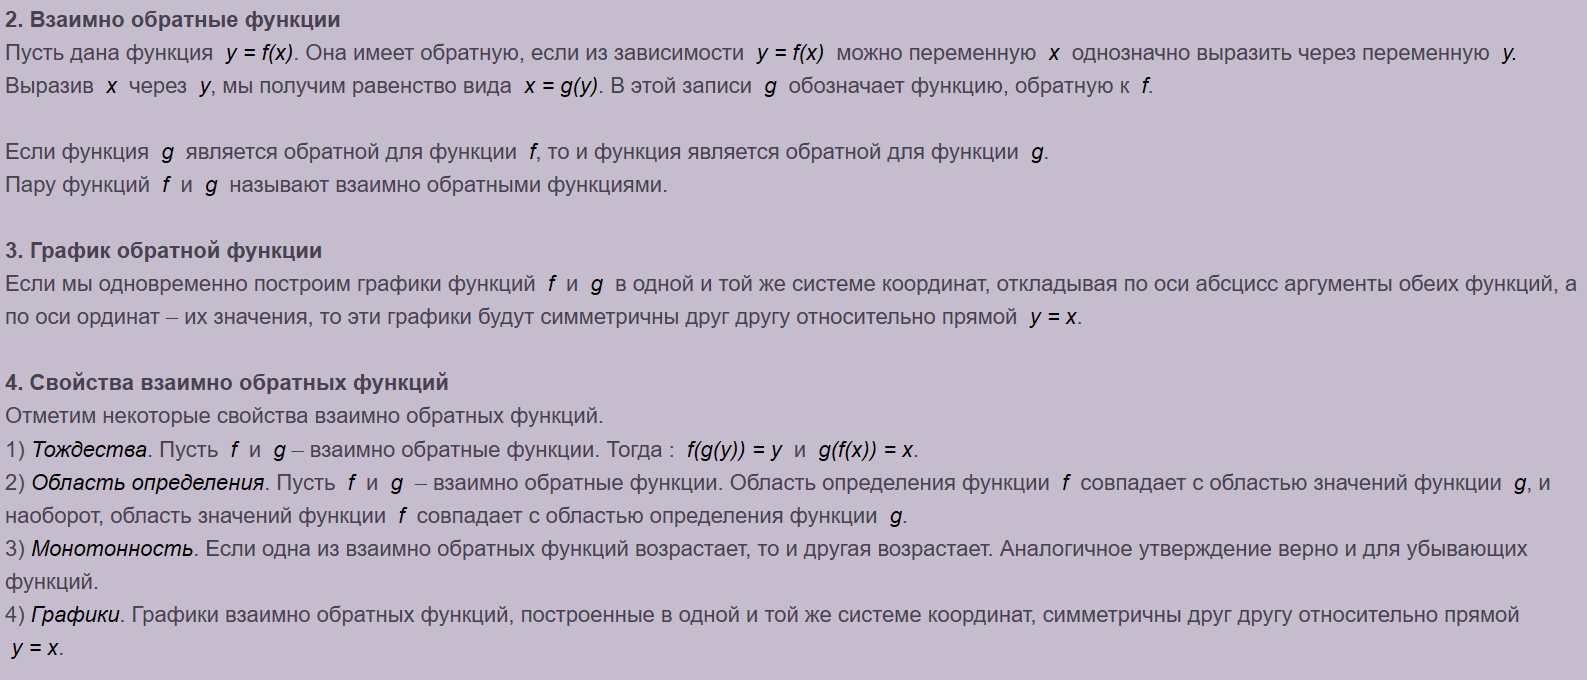 2. Взаимно обратные функции
Пусть дана функция y = f(x). Она имеет обратную, если из зависимости y = f(x) можно переменную x однозначно выразить через переменную y.
Выразив x через y, мы получим равенство вида x = g(y). В этой записи g обозначает функцию, обратную к f.
Если функция g является обратной для функции f, то и функция является обратной для функции g.
Пару функций f и g называют взаимно обратными функциями.
3. График обратной функции
Если мы одновременно построим графики функций f и g в одной и той же системе координат, откладывая по оси абсцисс аргументы обеих функций, а
по оси ординат – их значения, то эти графики будут симметричны друг другу относительно прямой y = x.
4. Свойства взаимно обратных функций
Отметим некоторые свойства взаимно обратных функций.
1) Тождества. Пусть f и g – взаимно обратные функции. Тогда : f(g(y)) = y и g(f(x)) = x.
2) Область определения. Пусть f и g – взаимно обратные функции. Область определения функции f совпадает с областью значений функции g, и
наоборот, область значений функции f совпадает с областью определения функции g.
3) Монотонность. Если одна из взаимно обратных функций возрастает, то и другая возрастает. Аналогичное утверждение верно и для убывающих
функций.
4) Графики. Графики взаимно обратных функций, построенные в одной и той же системе координат, симметричны друг другу относительно прямой
y = x.